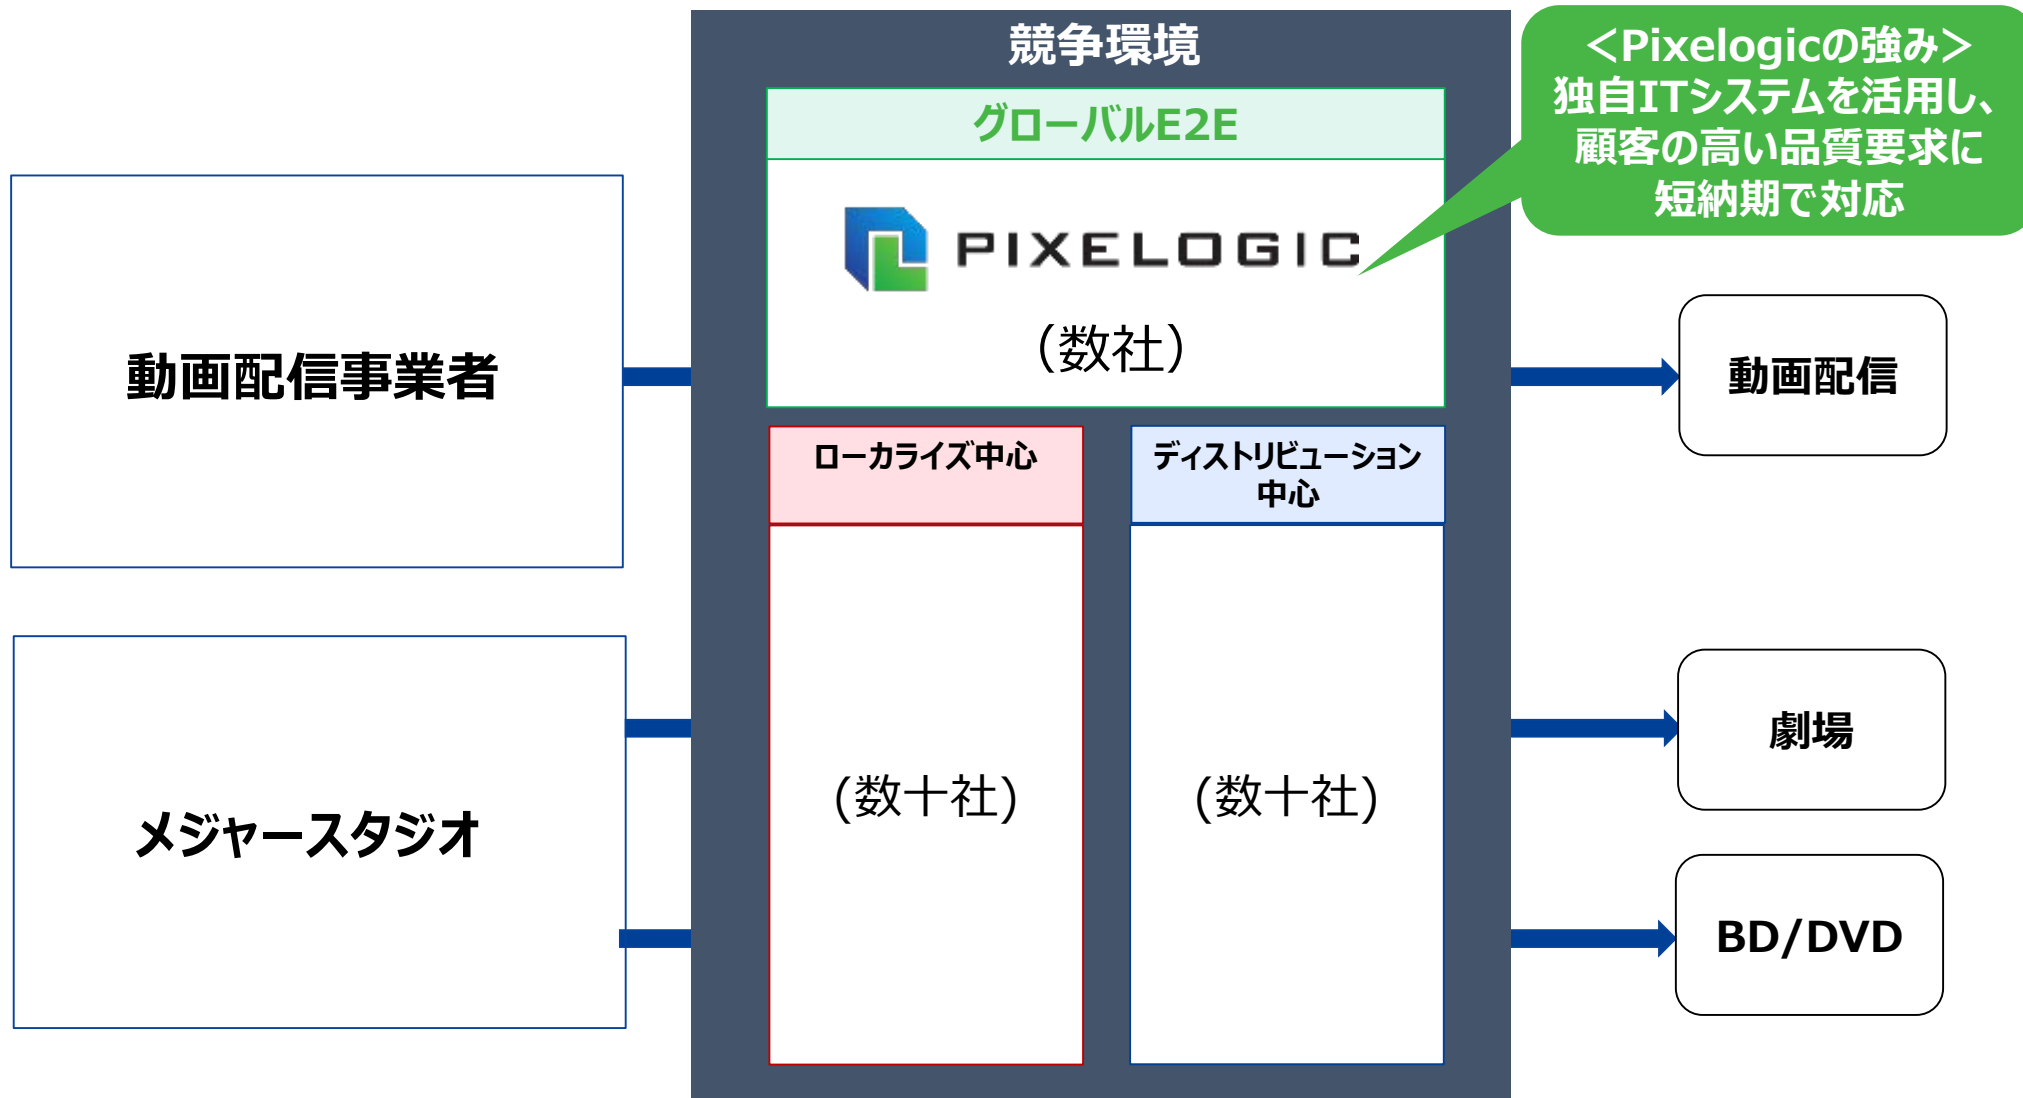 競争環境
<Pixelogicの強み>
独自ITシステムを活用し、
顧客の高い品質要求に
短納期で対応
グローバルE2E
PIXELOGIC
(数社)
動画配信事業者
動画配信
ローカライズ中心
ディストリビューション
中心
メジャースタジオ
(数十社)
(数十社)
劇場
BD/DVD